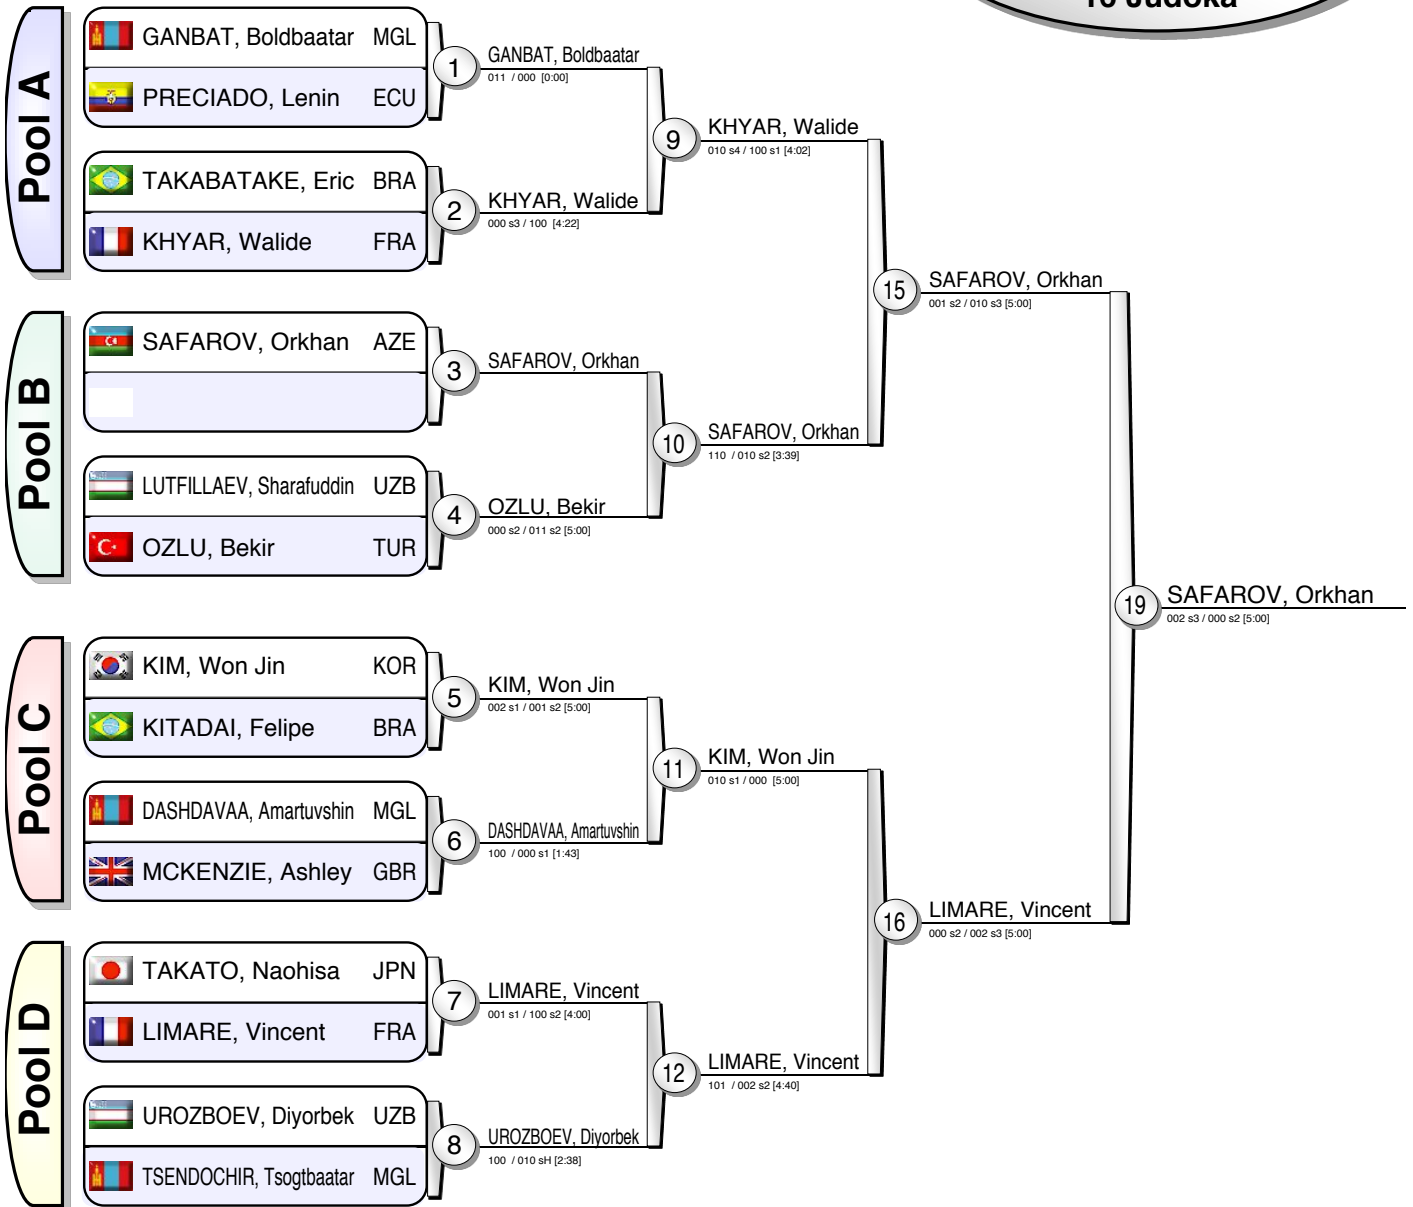 16 Judoka
Pool A
GANBAT, Boldbaatar MGL
PRECIADO, Lenin ECU
1
GANBAT, Boldbaatar
011 / 000 [0:00]
TAKABATAKE, Eric BRA
KHYAR, Walide FRA
2
KHYAR, Walide
000 s3 / 100 [4:22]
9
KHYAR, Walide
010 s4 / 100 s1 [4:02]
Pool B
SAFAROV, Orkhan AZE
3
SAFAROV, Orkhan
LUTFILLAEV, Sharafuddin UZB
OZLU, Bekir TUR
4
OZLU, Bekir
000 s2 / 011 s2 [5:00]
10
SAFAROV, Orkhan
110 / 010 s2 [3:39]
15
SAFAROV, Orkhan
001 s2 / 010 s3 [5:00]
Pool C
KIM, Won Jin KOR
KITADAI, Felipe BRA
5
KIM, Won Jin
002 s1 / 001 s2 [5:00]
DASHDAVAA, Amartuvshin MGL
MCKENZIE, Ashley GBR
6
DASHDAVAA, Amartuvshin
100 / 000 s1 [1:43]
11
KIM, Won Jin
010 s1 / 000 [5:00]
Pool D
TAKATO, Naohisa JPN
LIMARE, Vincent FRA
7
LIMARE, Vincent
001 s1 / 100 s2 [4:00]
UROZBOEV, Diyorbek UZB
TSENDOCHIR, Tsogtbaatar MGL
8
UROZBOEV, Diyorbek
100 / 010 sH [2:38]
12
LIMARE, Vincent
101 / 002 s2 [4:40]
16
LIMARE, Vincent
000 s2 / 002 s3 [5:00]
19
SAFAROV, Orkhan
002 s3 / 000 s2 [5:00]